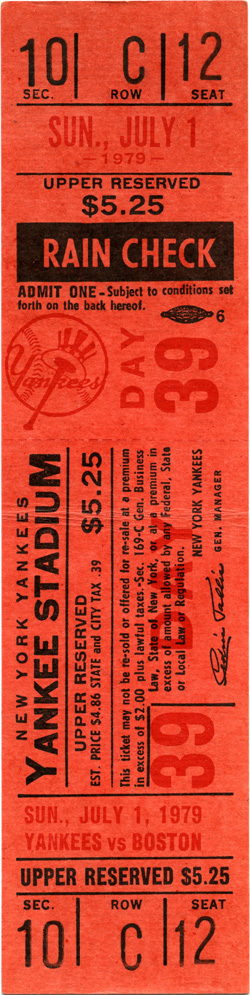 10 C 12
SEC. ROW SEAT
SUN., JULY 1
-1979-
UPPER RESERVED
$5.25
RAIN CHECK
ADMIT ONE-Subject to conditions set
forth on the back hereof.
6
Yankees
DAY
39
NEW YORK YANKEES
YANKEE STADIUM
UPPER RESERVED $5.25
EST. PRICE $4.86 STATE and CITY TAX .39
This ticket may not be re-sold or offered for re-sale at a premium
in excess of $2.00 plus lawful taxes-Sec. 169-C Gen. Business
Law, State of New York, or at a premium in
excess of amount allowed by any Federal, State
or Local Law or Regulation.
NEW YORK YANKEES
GEN. MANAGER
DAY
39
SUN., JULY 1, 1979
YANKEES vs BOSTON
UPPER RESERVED $5.25
SEC. ROW SEAT
10 C 12